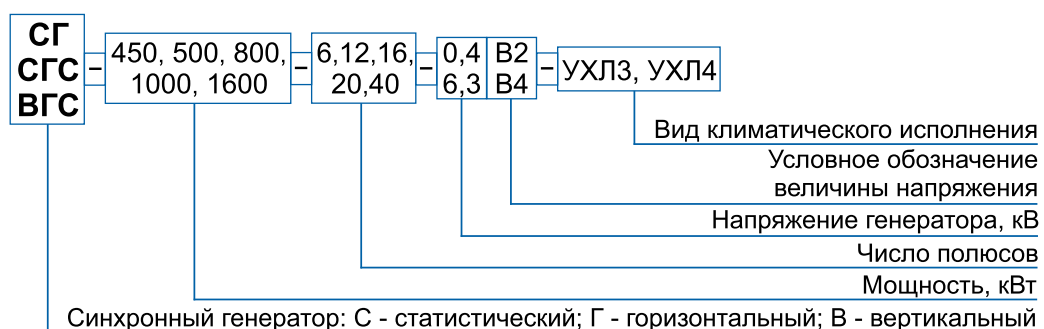 СГ
СГС
ВГС
–
450, 500, 800,
1000, 1600
–
6,12,16,
20,40
–
0,4
6,3
В2
В4
–
УХЛ3, УХЛ4
Вид климатического исполнения
Условное обозначение
величины напряжения
Напряжение генератора, кВ
Число полюсов
Мощность, кВт
Синхронный генератор: С - статистический; Г - горизонтальный; В - вертикальный